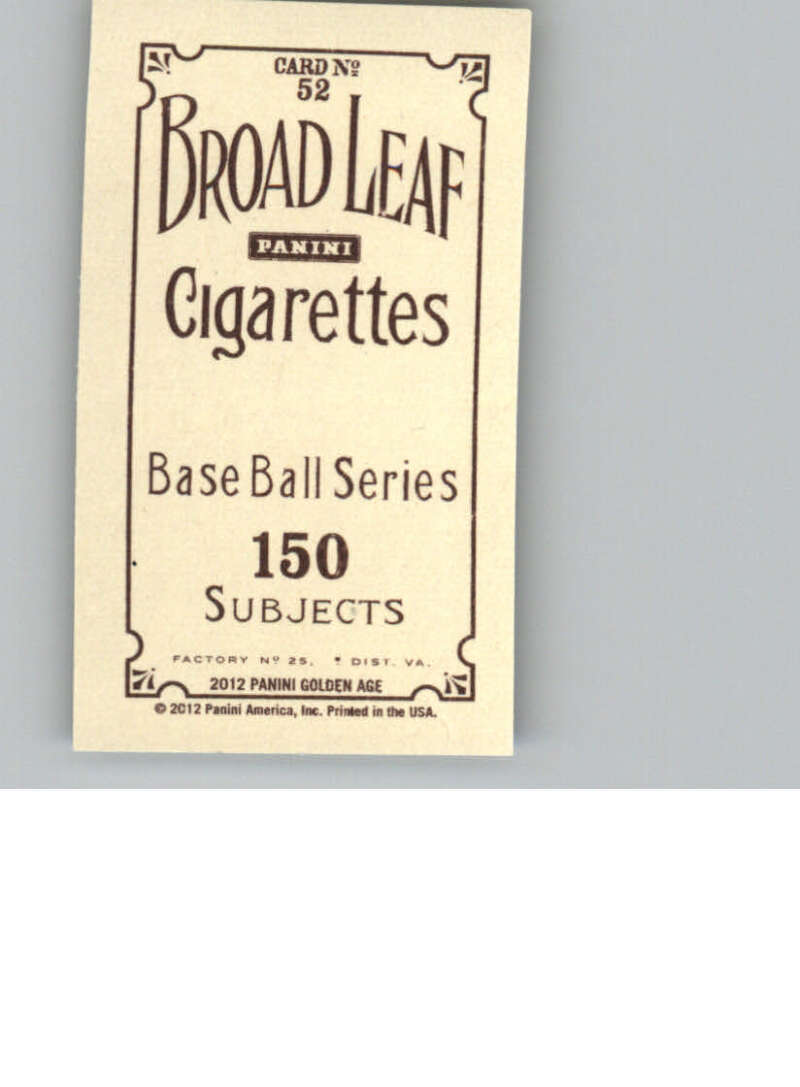 CARD Nº
52
BROAD LEAF
PANINI
Cigarettes
Base Ball Series
150
SUBJECTS
FACTORY Nº 25, DIST. VA.
2012 PANINI GOLDEN AGE
© 2012 Panini America, Inc. Printed in the USA.